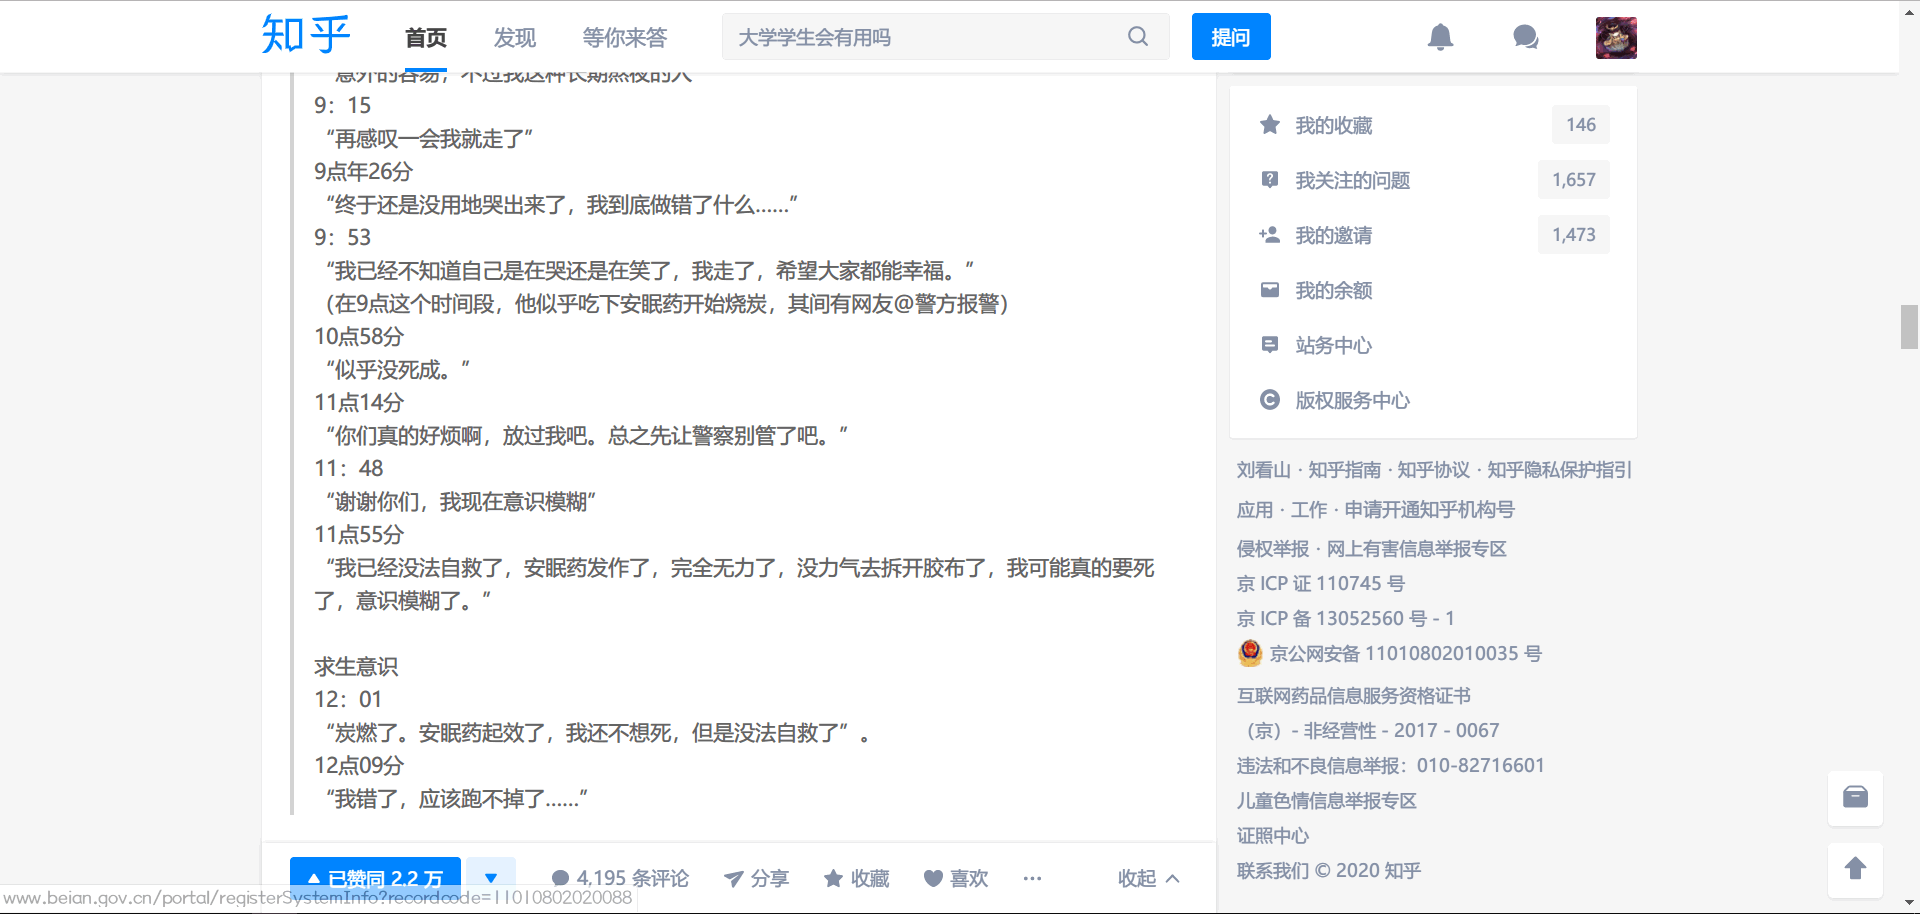 知乎
首页
发现
等你来答
大学学生会有用吗
提问
意外的容易，不过我这种长期熬夜的人
9：15
“再感叹一会我就走了”
9点年26分
“终于还是没用地哭出来了，我到底做错了什么……”
9：53
“我已经不知道自己是在哭还是在笑了，我走了，希望大家都能幸福。”
（在9点这个时间段，他似乎吃下安眠药开始烧炭，其间有网友@警方报警）
10点58分
“似乎没死成。”
11点14分
“你们真的好烦啊，放过我吧。总之先让警察别管了吧。”
11：48
“谢谢你们，我现在意识模糊”
11点55分
“我已经没法自救了，安眠药发作了，完全无力了，没力气去拆开胶布了，我可能真的要死
了，意识模糊了。”
求生意识
12：01
“炭燃了。安眠药起效了，我还不想死，但是没法自救了”。
12点09分
“我错了，应该跑不掉了……”
已赞同 2.2 万
4,195 条评论
分享
收藏
喜欢
收起
www.beian.gov.cn/portal/registerSystemInfo?recordcode=11010802020088
我的收藏
146
我关注的问题
1,657
我的邀请
1,473
我的余额
站务中心
版权服务中心
刘看山 · 知乎指南 · 知乎协议 · 知乎隐私保护指引
应用 · 工作 · 申请开通知乎机构号
侵权举报 · 网上有害信息举报专区
京 ICP 证 110745 号
京 ICP 备 13052560 号 - 1
京公网安备 11010802010035 号
互联网药品信息服务资格证书
（京）- 非经营性 - 2017 - 0067
违法和不良信息举报：010-82716601
儿童色情信息举报专区
证照中心
联系我们 © 2020 知乎